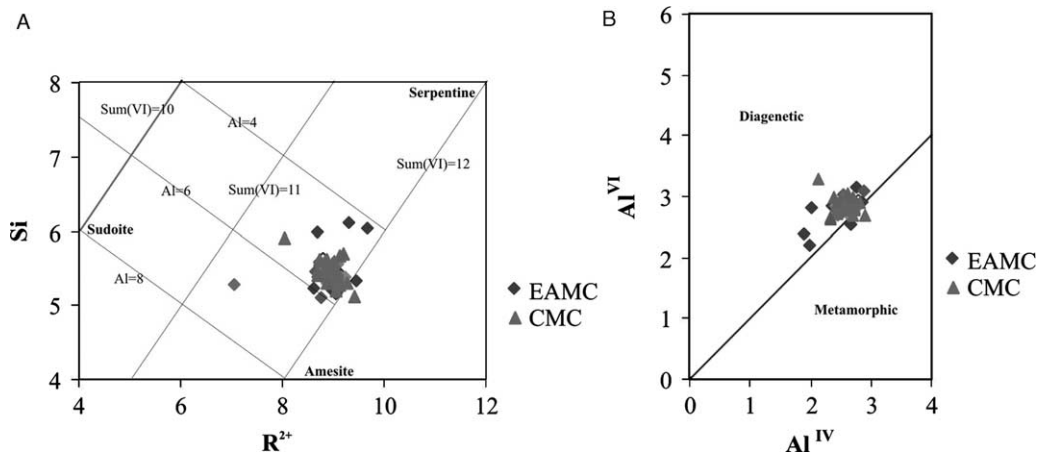 A
Si
8
7
6
5
4
4 6 8 10 12
R2+
Sum(VI)=10
Al=4
Serpentine
Al=6
Sum(VI)=11
Sum(VI)=12
Sudoite
Al=8
Amesite
EAMC
CMC
B
AlVI
6
5
4
3
2
1
0
0 1 2 3 4
AlIV
Diagenetic
Metamorphic
EAMC
CMC